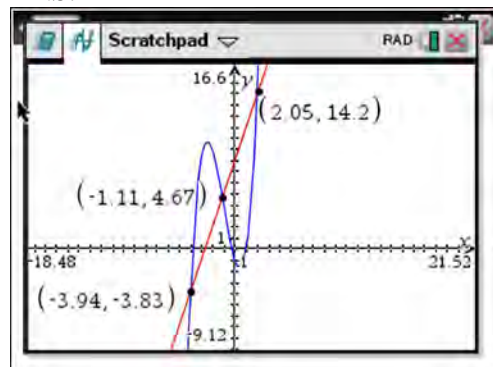 Scratchpad RAD
16.6 y
(2.05, 14.2)
(-1.11, 4.67)
1
x
-18.48 1 21.52
(-3.94, -3.83)
-9.12